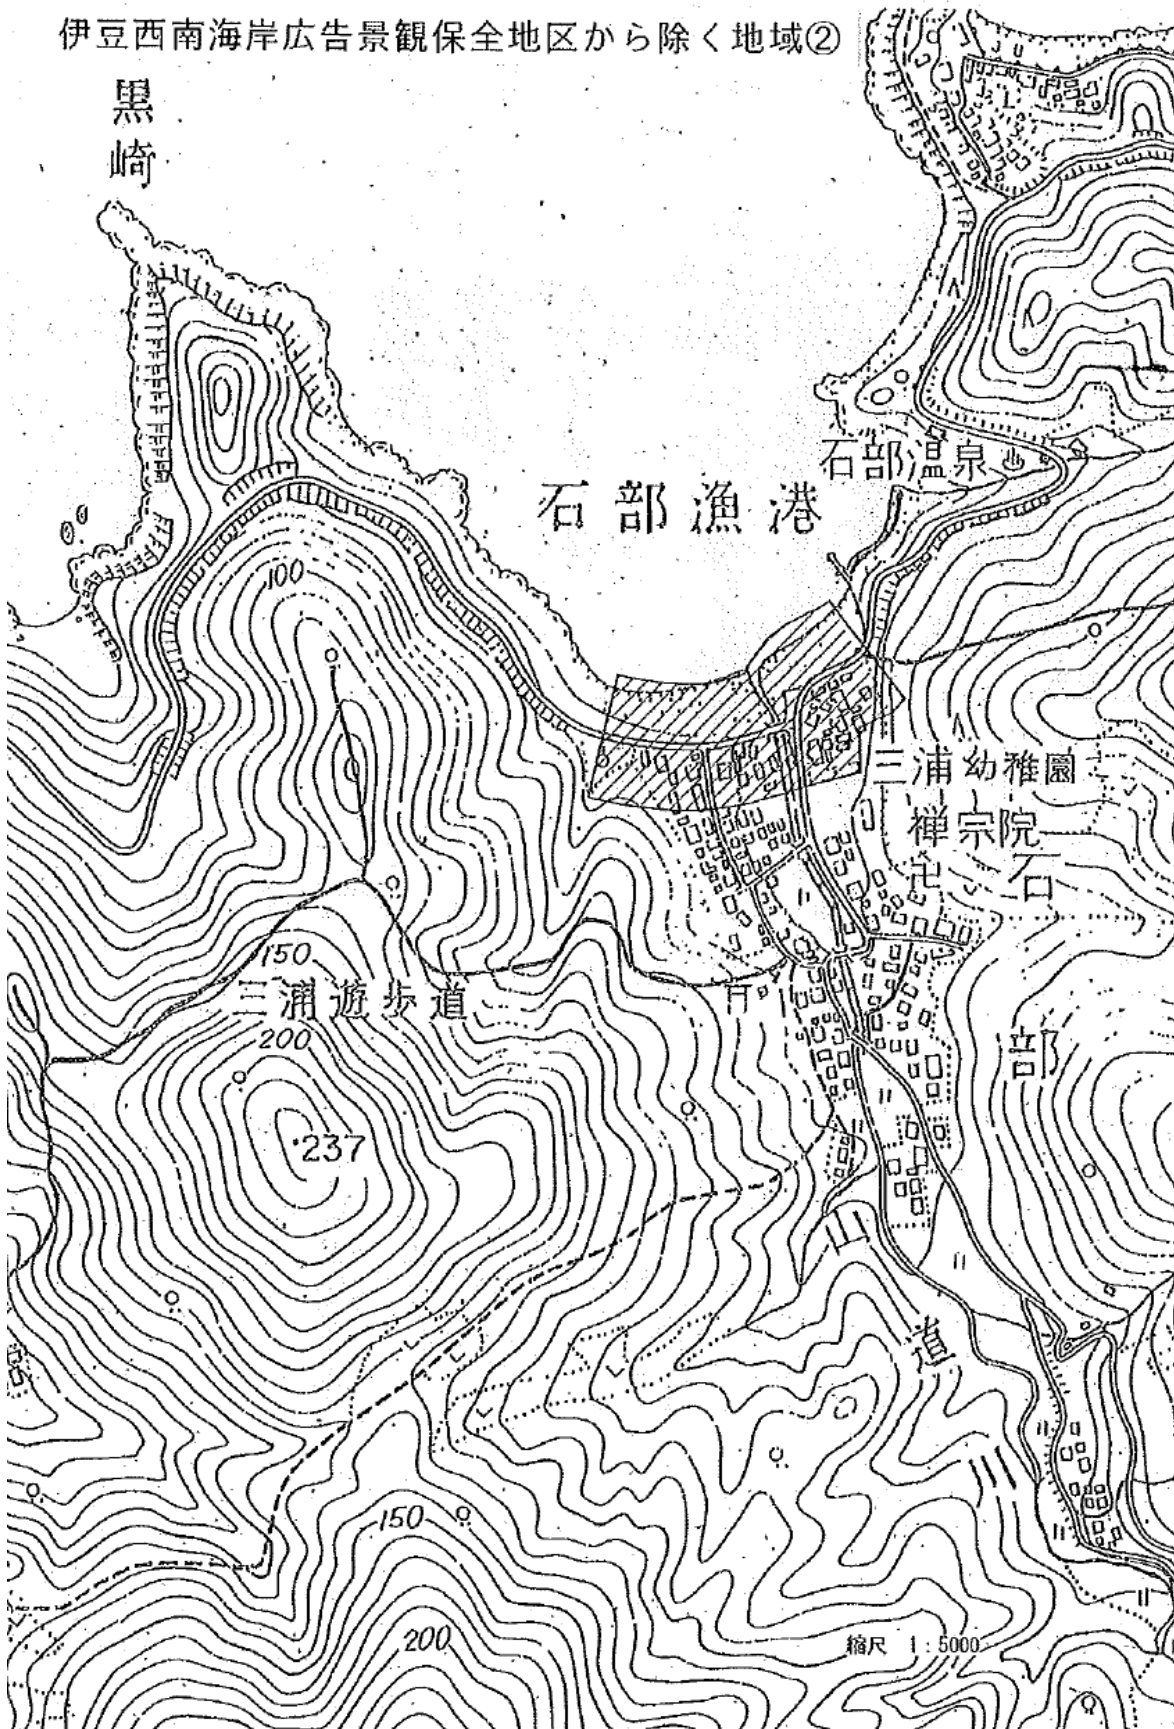 伊豆西南海岸広告景観保全地区から除く地域②
黒崎
石部温泉
石部漁港
100
三浦幼稚園
禅宗院
石部
150
三浦遊歩道
200
・237
山道
三
150
200
縮尺 1:5000